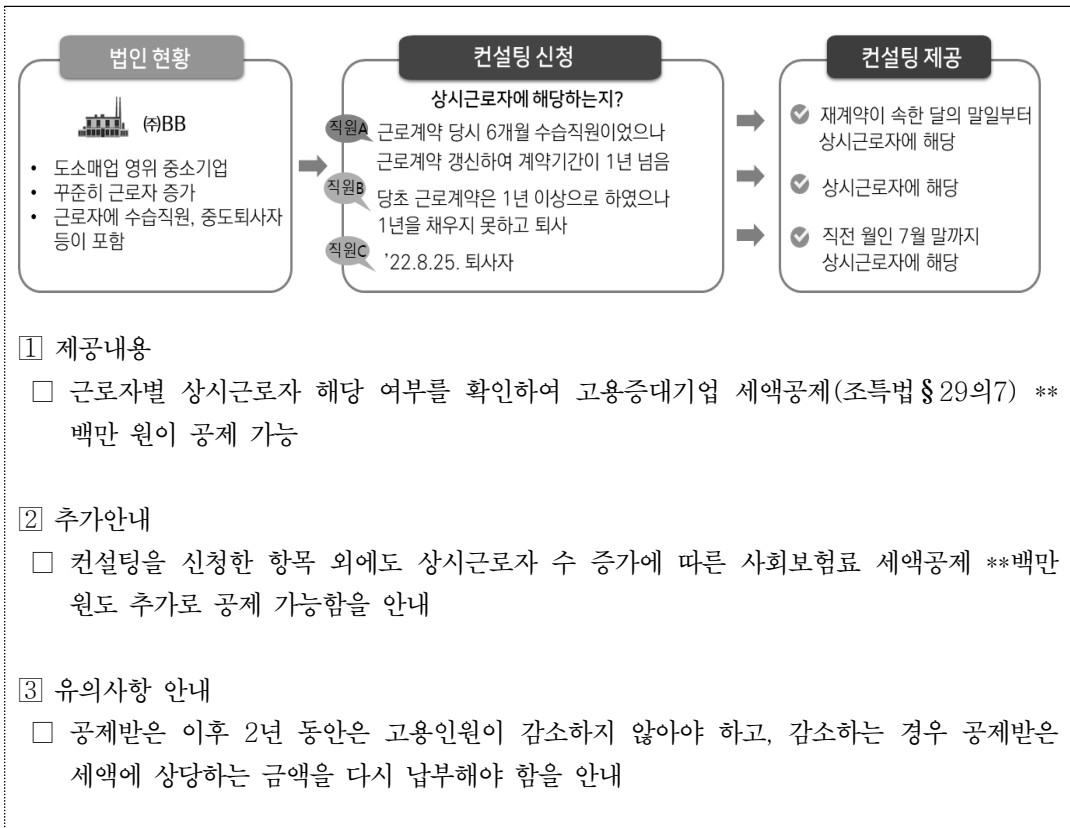 법인 현황
㈜BB
• 도소매업 영위 중소기업
• 꾸준히 근로자 증가
• 근로자에 수습직원, 중도퇴사자
등이 포함
컨설팅 신청
상시근로자에 해당하는지?
직원A 근로계약 당시 6개월 수습직원이었으나
근로계약 갱신하여 계약기간이 1년 넘음
직원B 당초 근로계약은 1년 이상으로 하였으나
1년을 채우지 못하고 퇴사
직원C ’22.8.25. 퇴사자
컨설팅 제공
재계약이 속한 달의 말일부터
상시근로자에 해당
상시근로자에 해당
직전 월인 7월 말까지
상시근로자에 해당
1 제공내용
□ 근로자별 상시근로자 해당 여부를 확인하여 고용증대기업 세액공제(조특법§29의7) **
백만 원이 공제 가능
2 추가안내
□ 컨설팅을 신청한 항목 외에도 상시근로자 수 증가에 따른 사회보험료 세액공제 **백만
원도 추가로 공제 가능함을 안내
3 유의사항 안내
□ 공제받은 이후 2년 동안은 고용인원이 감소하지 않아야 하고, 감소하는 경우 공제받은
세액에 상당하는 금액을 다시 납부해야 함을 안내